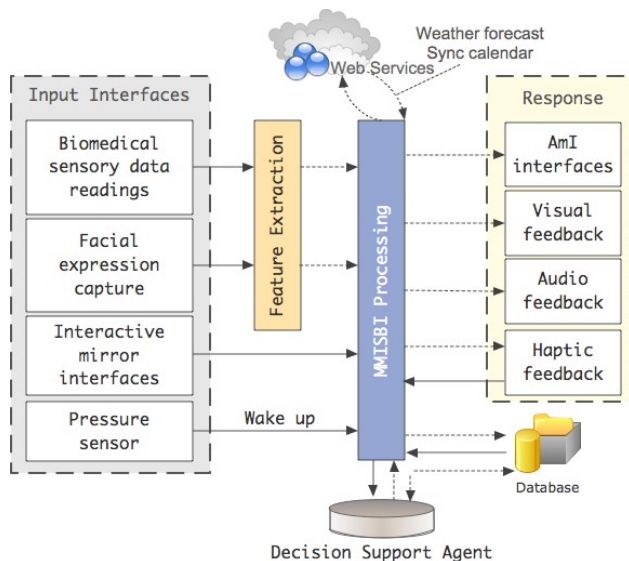 Weather forecast
Sync calendar
Web Services
Input Interfaces
Biomedical
sensory data
readings
Facial
expression
capture
Interactive
mirror
interfaces
Pressure
sensor
Feature Extraction
Wake up
MMISBI Processing
Response
AmI
interfaces
Visual
feedback
Audio
feedback
Haptic
feedback
Database
Decision Support Agent